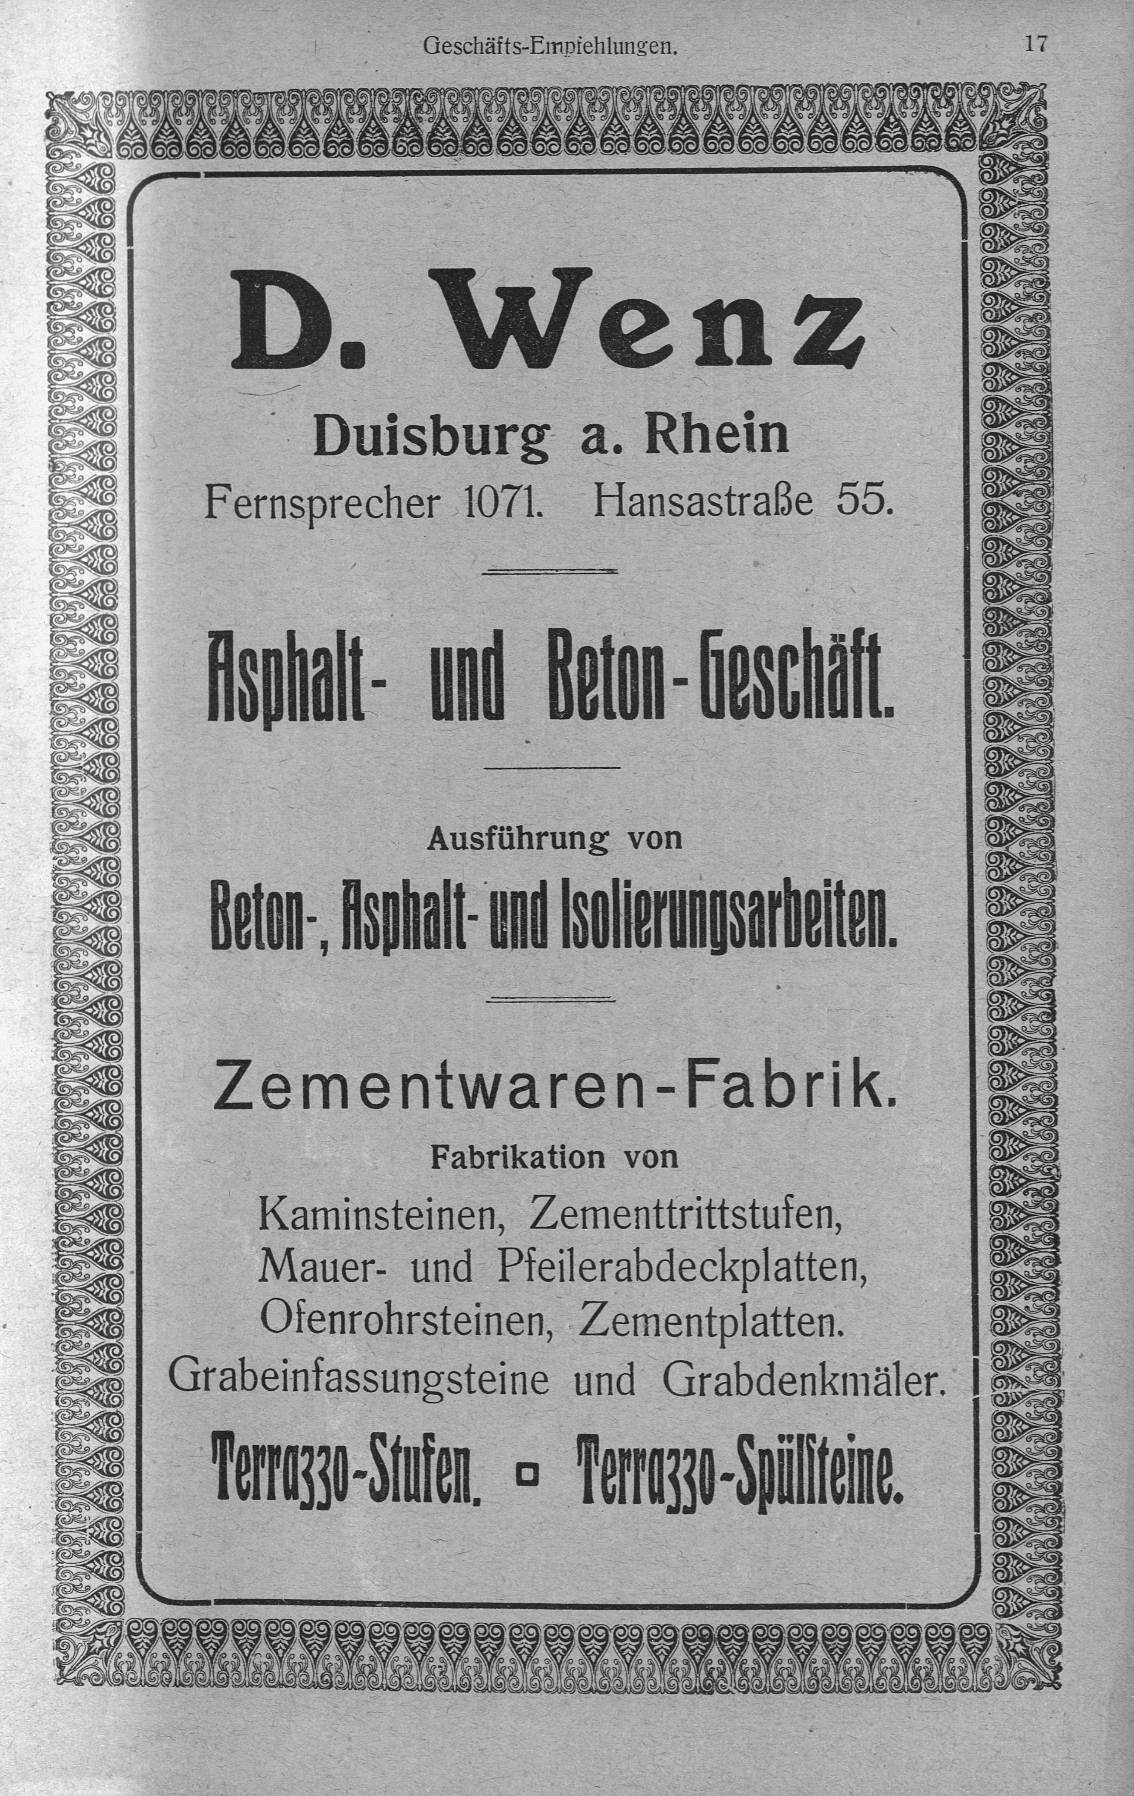 Geschäfts-Empfehlungen. 17
D. Wenz
Duisburg a. Rhein
Fernsprecher 1071. Hansastraße 55.
Asphalt- und Beton-Geschäft.
Ausführung von
Beton-, Asphalt- und Isolierungsarbeiten.
Zementwaren-Fabrik.
Fabrikation von
Kaminsteinen, Zementtrittstufen,
Mauer- und Pfeilerabdeckplatten,
Ofenrohrsteinen, Zementplatten.
Grabeinfassungsteine und Grabdenkmäler.
Terrazzo-Stufen. Terrazzo-Spülsteine.